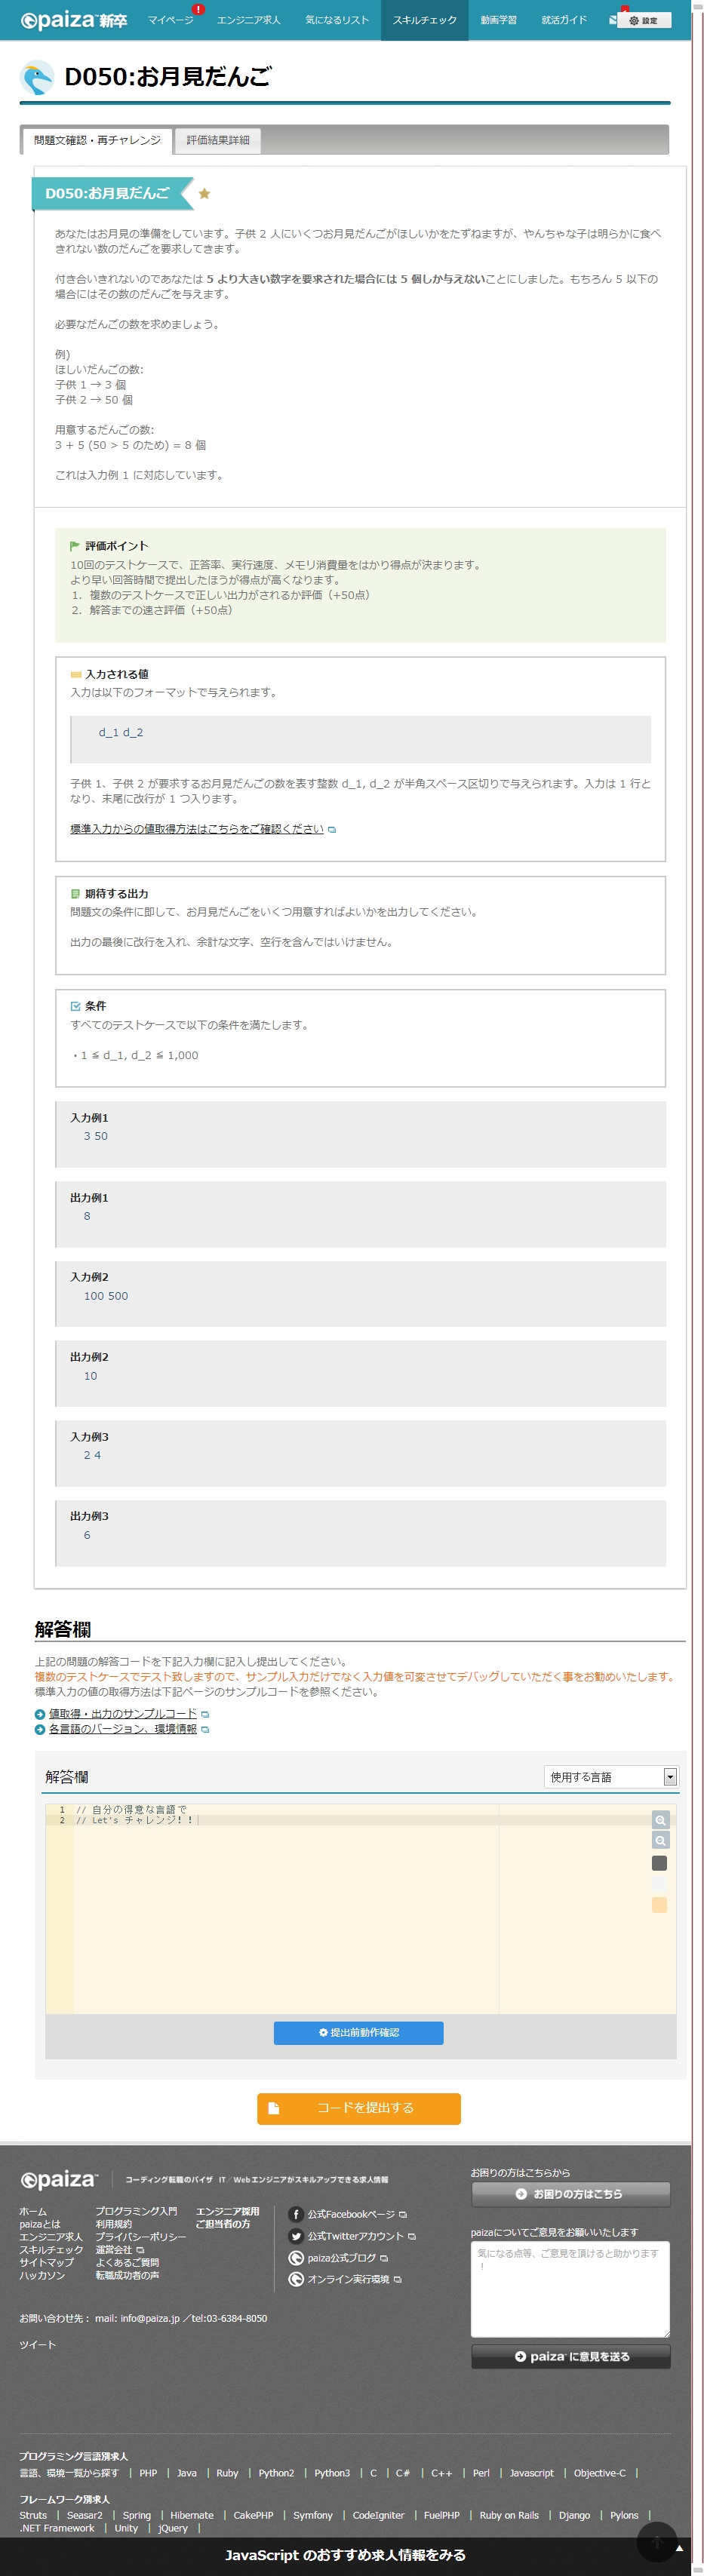 paiza新卒 マイページ ! エンジニア求人 気になるリスト スキルチェック 動画学習 就活ガイド 設定
D050:お月見だんご
問題文確認・再チャレンジ 評価結果詳細
D050:お月見だんご
あなたはお月見の準備をしています。子供 2 人にいくつお月見だんごがほしいかをたずねますが、やんちゃな子は明らかに食べ
きれない数のだんごを要求してきます。
付き合いきれないのであなたは 5 より大きい数字を要求された場合には 5 個しか与えないことにしました。もちろん 5 以下の
場合にはその数のだんごを与えます。
必要なだんごの数を求めましょう。
例)
ほしいだんごの数:
子供 1 → 3 個
子供 2 → 50 個
用意するだんごの数:
3 + 5 (50 > 5 のため) = 8 個
これは入力例 1 に対応しています。
評価ポイント
10回のテストケースで、正答率、実行速度、メモリ消費量をはかり得点が決まります。
より早い回答時間で提出したほうが得点が高くなります。
1. 複数のテストケースで正しい出力がされるか評価（+50点）
2. 解答までの速さ評価（+50点）
入力される値
入力は以下のフォーマットで与えられます。
d_1 d_2
子供 1、子供 2 が要求するお月見だんごの数を表す整数 d_1, d_2 が半角スペース区切りで与えられます。入力は 1 行と
なり、末尾に改行が 1 つ入ります。
標準入力からの値取得方法はこちらをご確認ください
期待する出力
問題文の条件に即して、お月見だんごをいくつ用意すればよいかを出力してください。
出力の最後に改行を入れ、余計な文字、空行を含んではいけません。
条件
すべてのテストケースで以下の条件を満たします。
・1 ≦ d_1, d_2 ≦ 1,000
入力例1
3 50
出力例1
8
入力例2
100 500
出力例2
10
入力例3
2 4
出力例3
6
解答欄
上記の問題の解答コードを下記入力欄に記入し提出してください。
複数のテストケースでテスト致しますので、サンプル入力だけでなく入力値を可変させてデバッグしていただく事をお勧めいたします。
標準入力の値の取得方法は下記ページのサンプルコードを参照ください。
値取得・出力のサンプルコード
各言語のバージョン、環境情報
解答欄 使用する言語
1 // 自分の得意な言語で
2 // Let's チャレンジ！！
提出前動作確認
コードを提出する
paiza コーディング転職のパイザ IT／Webエンジニアがスキルアップできる求人情報
ホーム プログラミング入門 エンジニア採用
paizaとは 利用規約 ご担当者の方
エンジニア求人 プライバシーポリシー
スキルチェック 運営会社
サイトマップ よくあるご質問
ハッカソン 転職成功者の声
公式Facebookページ
公式Twitterアカウント
paiza公式ブログ
オンライン実行環境
お困りの方はこちらから
お困りの方はこちら
paizaについてご意見をお願いいたします
気になる点等、ご意見を頂けると助かります
！
paiza に意見を送る
お問い合わせ先： mail: info@paiza.jp ／tel:03-6384-8050
ツイート
プログラミング言語別求人
言語、環境一覧から探す | PHP | Java | Ruby | Python2 | Python3 | C | C# | C++ | Perl | Javascript | Objective-C |
フレームワーク別求人
Struts | Seasar2 | Spring | Hibernate | CakePHP | Symfony | CodeIgniter | FuelPHP | Ruby on Rails | Django | Pylons |
.NET Framework | Unity | jQuery |
JavaScript のおすすめ求人情報をみる